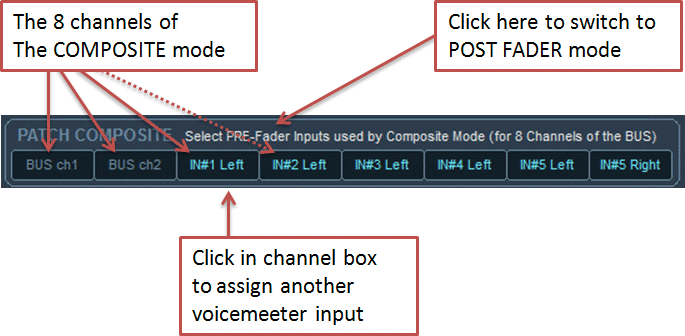 The 8 channels of
The COMPOSITE mode
Click here to switch to
POST FADER mode
PATCH COMPOSITE Select PRE-Fader Inputs used by Composite Mode (for 8 Channels of the BUS)
BUS ch1 BUS ch2 IN#1 Left IN#2 Left IN#3 Left IN#4 Left IN#5 Left IN#5 Right
Click in channel box
to assign another
voicemeeter input